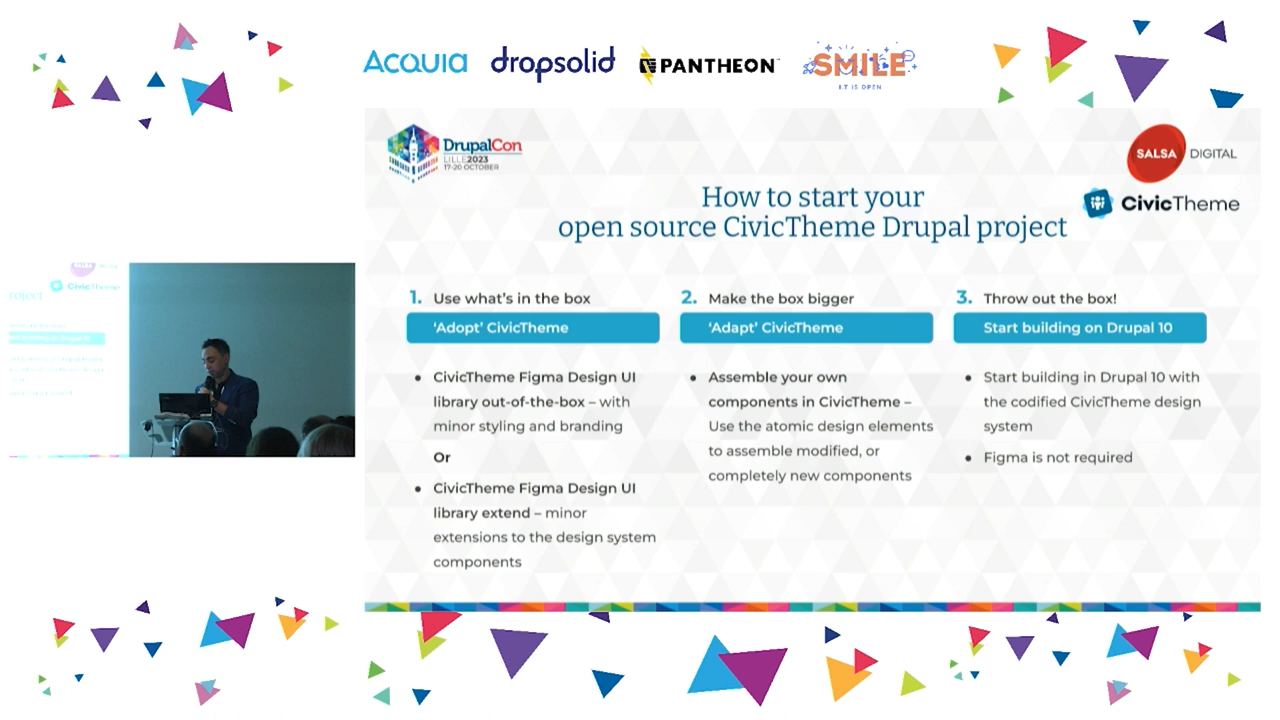 ACQUIA
dropsolid
PANTHEON
SMILE
I.T IS OPEN
DrupalCon
LILLE2023
17-20 OCTOBER
SALSA DIGITAL
CivicTheme
How to start your
open source CivicTheme Drupal project
1. Use what's in the box
'Adopt' CivicTheme
• CivicTheme Figma Design UI
library out-of-the-box – with
minor styling and branding
Or
• CivicTheme Figma Design UI
library extend – minor
extensions to the design system
components
2. Make the box bigger
'Adapt' CivicTheme
• Assemble your own
components in CivicTheme –
Use the atomic design elements
to assemble modified, or
completely new components
3. Throw out the box!
Start building on Drupal 10
• Start building in Drupal 10 with
the codified CivicTheme design
system
• Figma is not required
SALSA
CivicTheme
roject